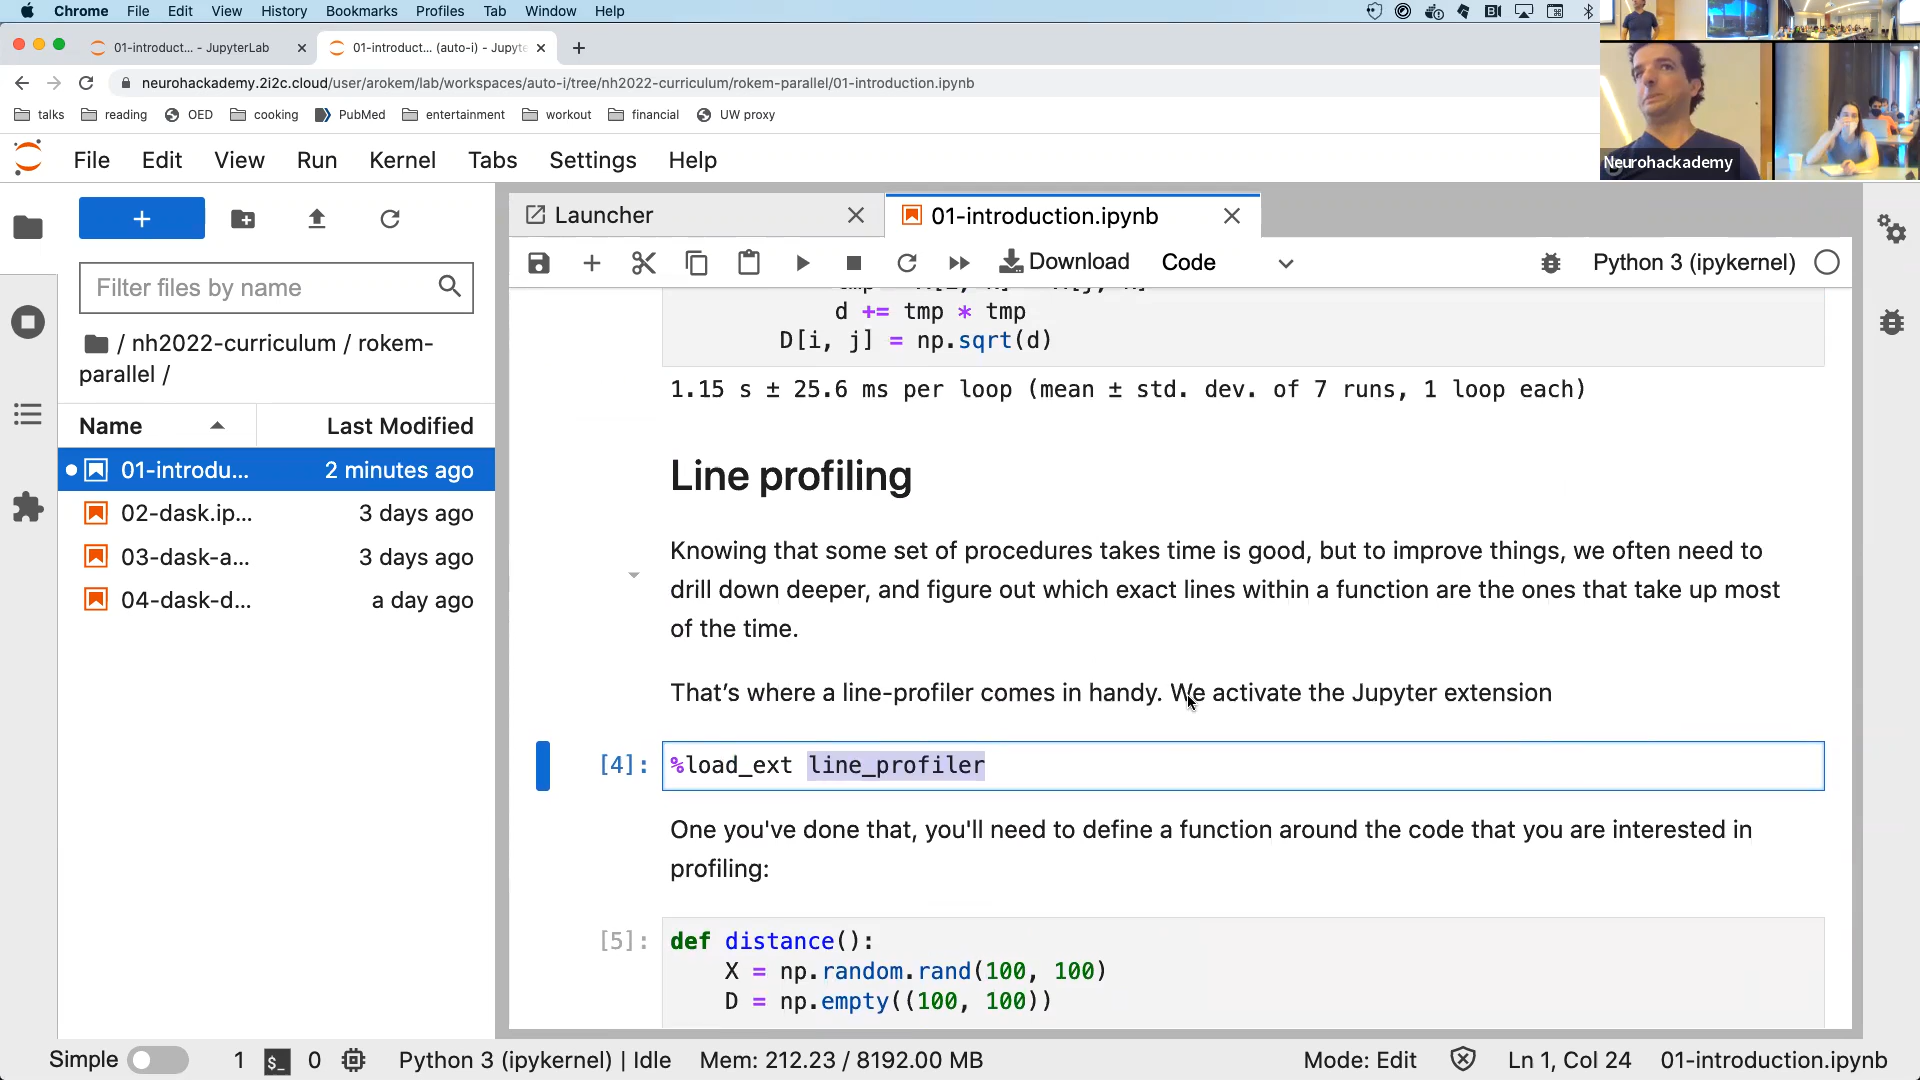 Chrome File Edit View History Bookmarks Profiles Tab Window Help
01-introduct... - JupyterLab
01-introduct... (auto-i) - Jupyte
neurohackademy.2i2c.cloud/user/arokem/lab/workspaces/auto-i/tree/nh2022-curriculum/rokem-parallel/01-introduction.ipynb
talks reading OED cooking PubMed entertainment workout financial UW proxy
Neurohackademy
File Edit View Run Kernel Tabs Settings Help
Launcher
01-introduction.ipynb
Download Code Python 3 (ipykernel)
Filter files by name
/ nh2022-curriculum / rokem-
parallel /
Name Last Modified
01-introdu... 2 minutes ago
02-dask.ip... 3 days ago
03-dask-a... 3 days ago
04-dask-d... a day ago
d += tmp * tmp
D[i, j] = np.sqrt(d)
1.15 s ± 25.6 ms per loop (mean ± std. dev. of 7 runs, 1 loop each)
Line profiling
Knowing that some set of procedures takes time is good, but to improve things, we often need to
drill down deeper, and figure out which exact lines within a function are the ones that take up most
of the time.
That's where a line-profiler comes in handy. We activate the Jupyter extension
[4]: %load_ext line_profiler
One you've done that, you'll need to define a function around the code that you are interested in
profiling:
[5]: def distance():
X = np.random.rand(100, 100)
D = np.empty((100, 100))
Simple 1 0 Python 3 (ipykernel) | Idle Mem: 212.23 / 8192.00 MB Mode: Edit Ln 1, Col 24 01-introduction.ipynb